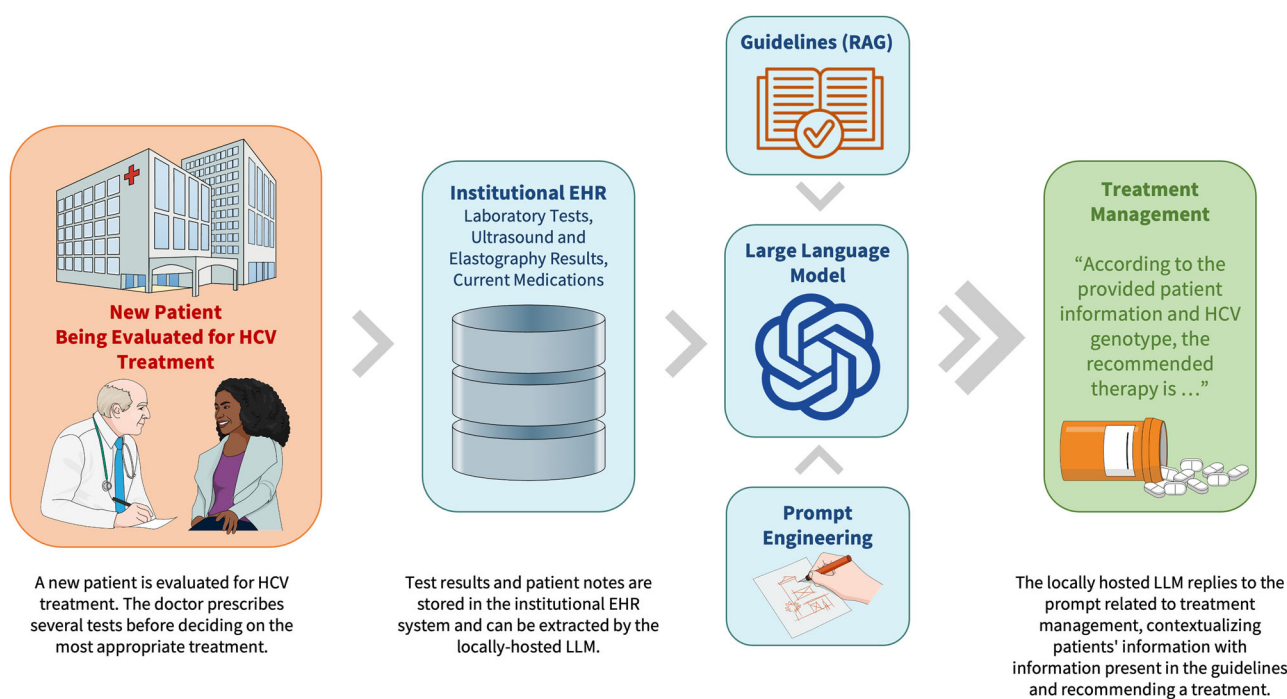 New Patient
Being Evaluated for HCV
Treatment
A new patient is evaluated for HCV
treatment. The doctor prescribes
several tests before deciding on the
most appropriate treatment.
Institutional EHR
Laboratory Tests,
Ultrasound and
Elastography Results,
Current Medications
Test results and patient notes are
stored in the institutional EHR
system and can be extracted by the
locally-hosted LLM.
Guidelines (RAG)
Large Language
Model
Prompt
Engineering
Treatment
Management
“According to the
provided patient
information and HCV
genotype, the
recommended
therapy is …”
The locally hosted LLM replies to the
prompt related to treatment
management, contextualizing
patients' information with
information present in the guidelines
and recommending a treatment.